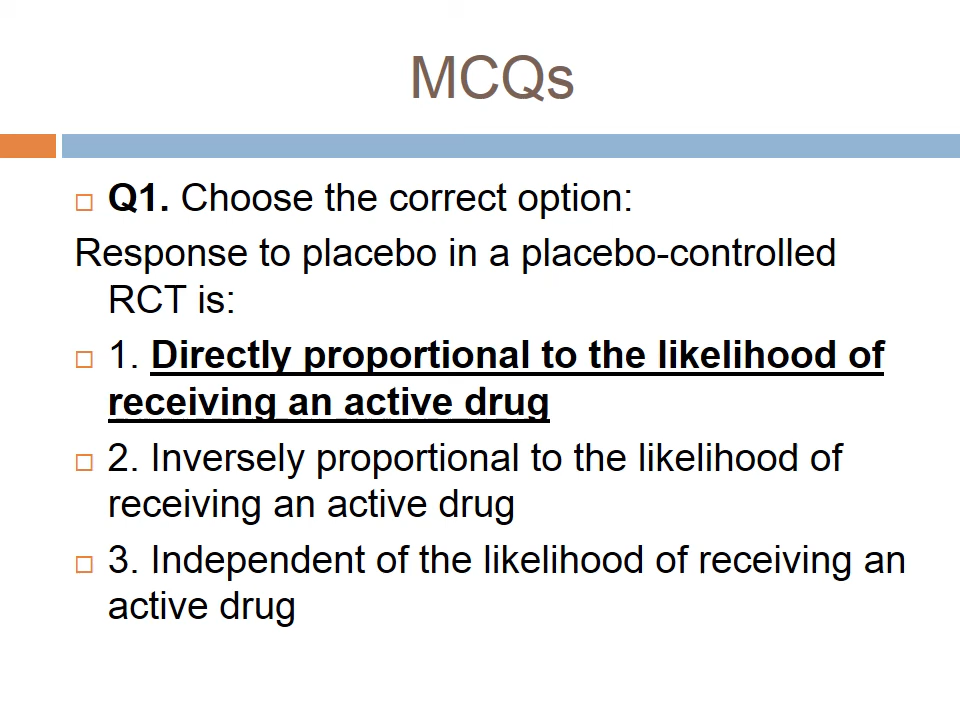 MCQs
Q1. Choose the correct option:
Response to placebo in a placebo-controlled
RCT is:
1. Directly proportional to the likelihood of
receiving an active drug
2. Inversely proportional to the likelihood of
receiving an active drug
3. Independent of the likelihood of receiving an
active drug